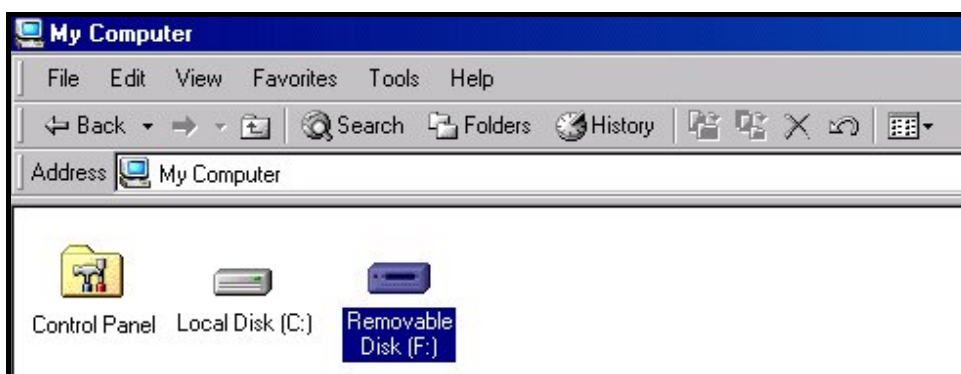 My Computer
File Edit View Favorites Tools Help
Back Search Folders History
Address My Computer
Control Panel Local Disk (C:) Removable
Disk (F:)